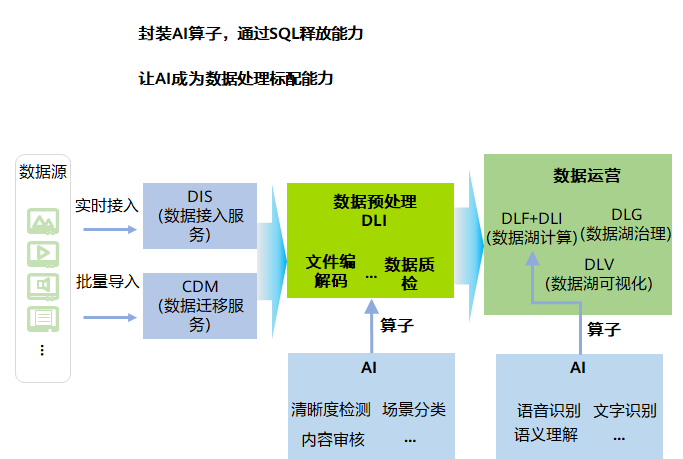 封装AI算子，通过SQL释放能力
让AI成为数据处理标配能力
数据源
⋮
实时接入
批量导入
DIS
(数据接入服
务)
CDM
(数据迁移服
务)
数据预处理
DLI
文件编
解码
...
数据质
检
算子
AI
清晰度检测
场景分类
内容审核
...
数据运营
DLF+DLI
(数据湖计算)
DLG
(数据湖治理)
DLV
(数据湖可视化)
算子
AI
语音识别
文字识别
语义理解
...